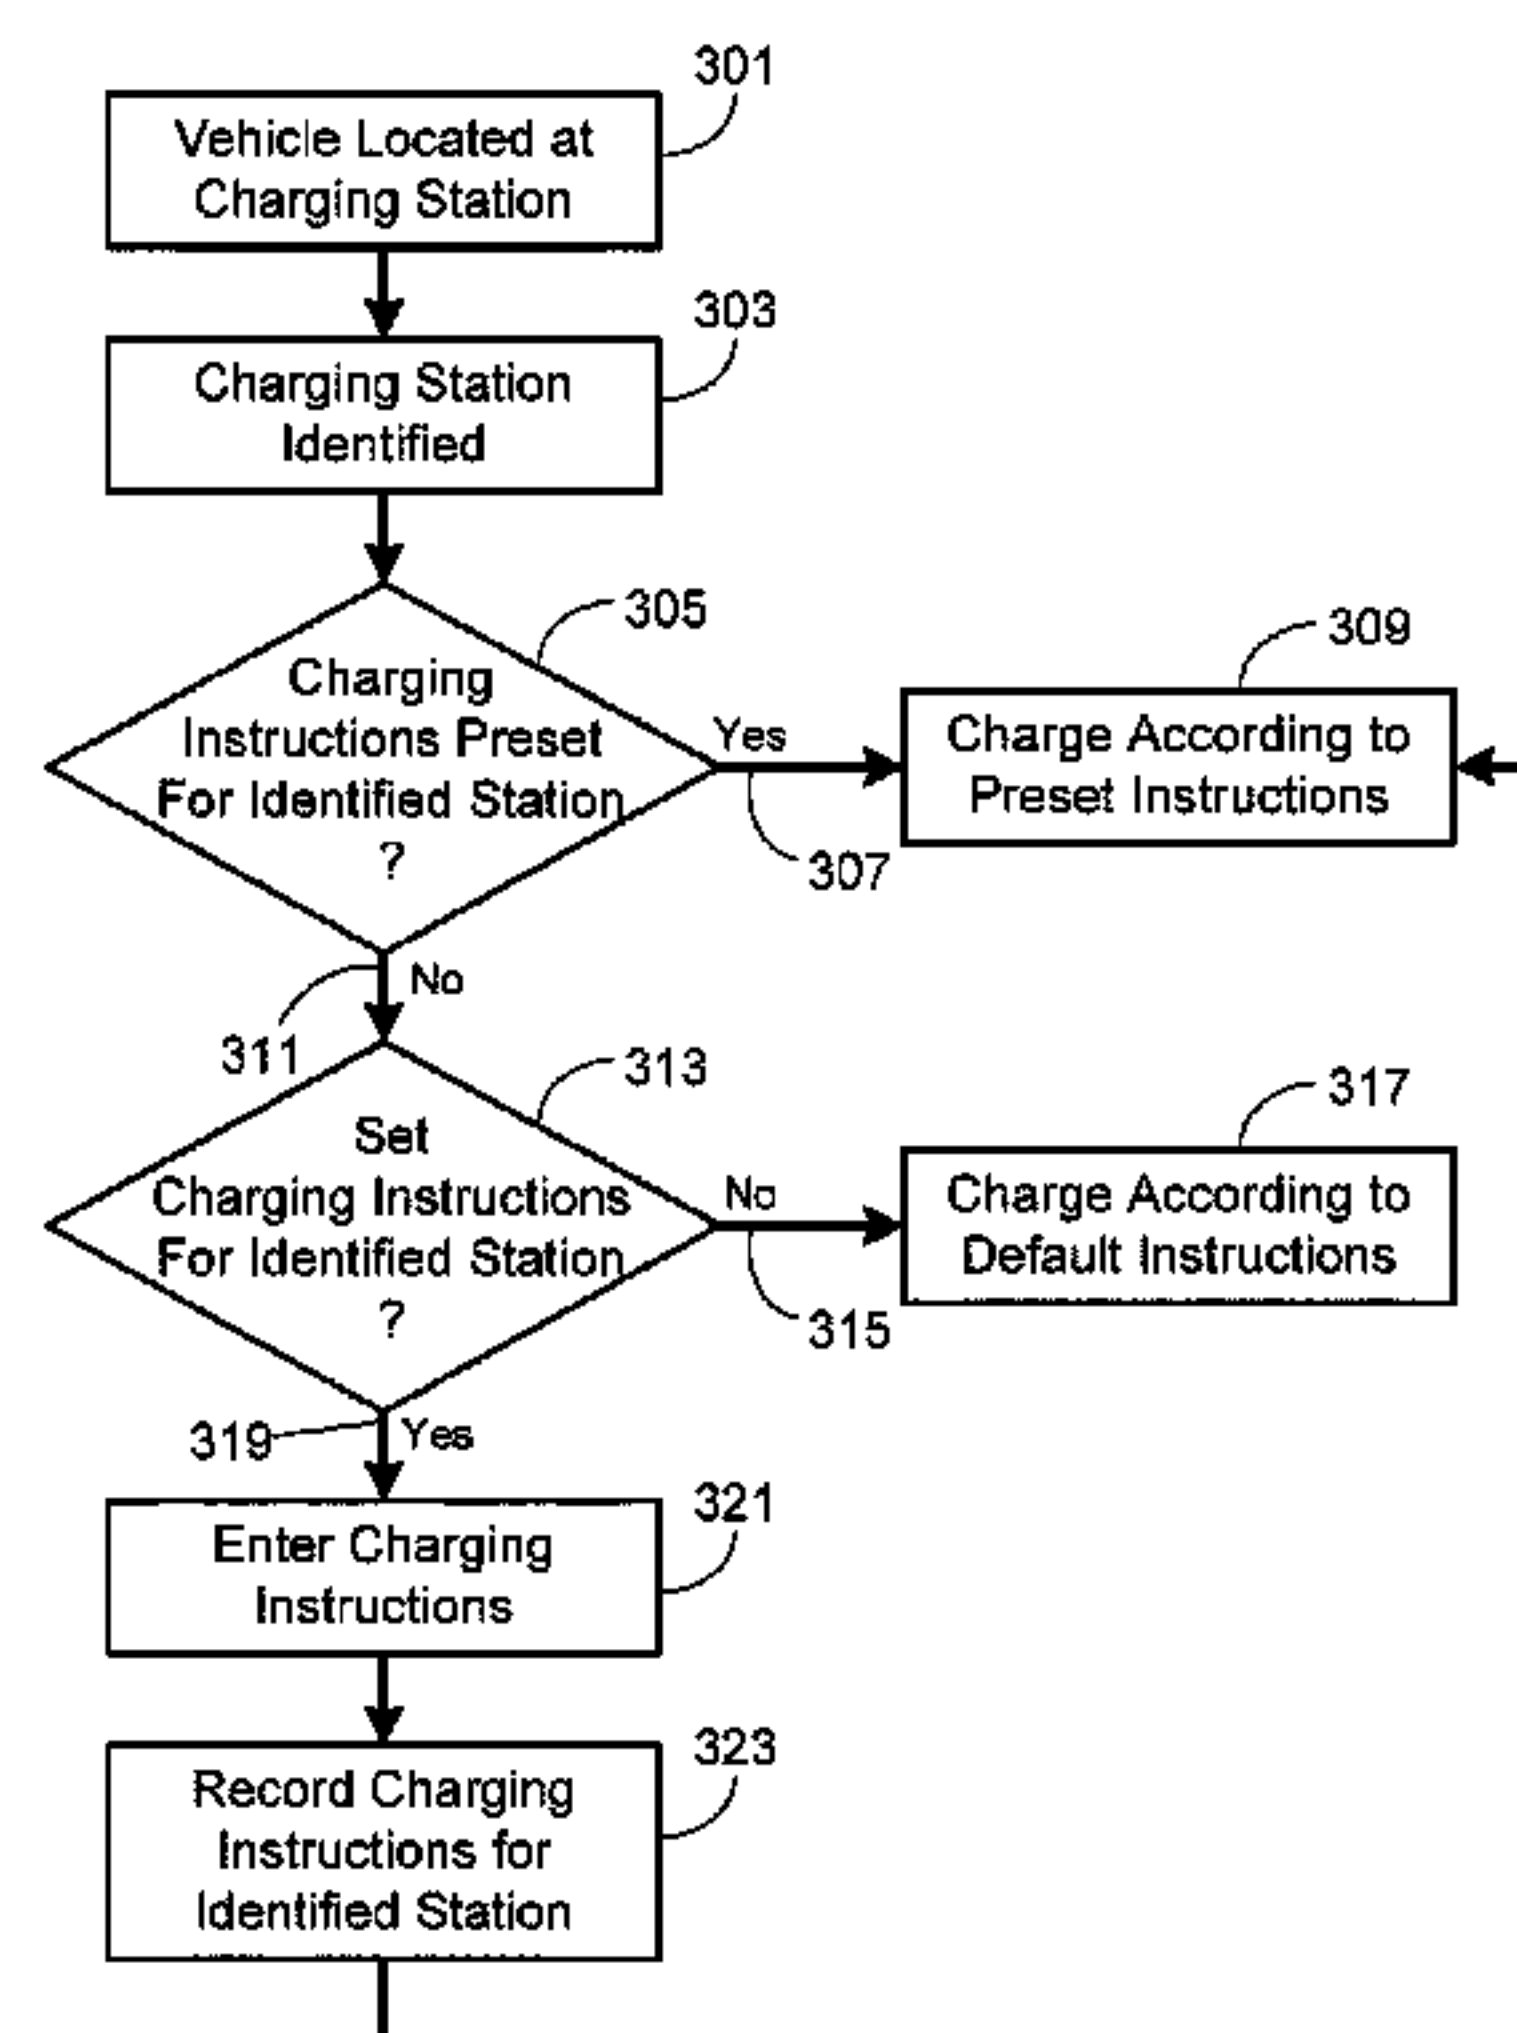 301
Vehicle Located at
Charging Station
303
Charging Station
Identified
305
Charging
Instructions Preset
For Identified Station
?
Yes
307
309
Charge According to
Preset Instructions
No
311
313
Set
Charging Instructions
For Identified Station
?
No
315
317
Charge According to
Default Instructions
319
Yes
321
Enter Charging
Instructions
323
Record Charging
Instructions for
Identified Station